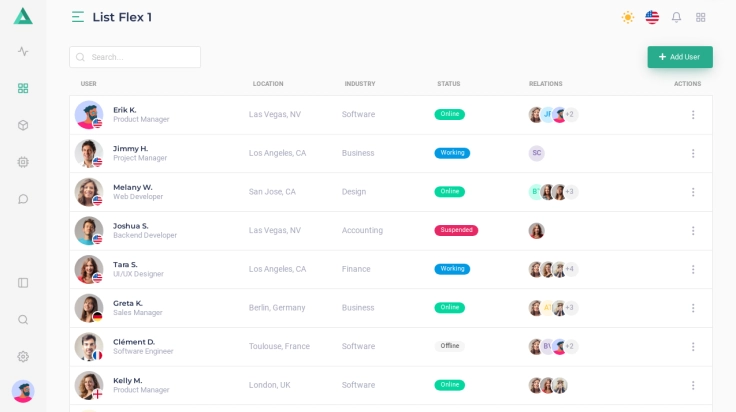 List Flex 1
Search...
Add User
USER LOCATION INDUSTRY STATUS RELATIONS ACTIONS
Erik K.
Product Manager
Las Vegas, NV Software Online +2
Jimmy H.
Project Manager
Los Angeles, CA Business Working SC
Melany W.
Web Developer
San Jose, CA Design Online +3
Joshua S.
Backend Developer
Las Vegas, NV Accounting Suspended
Tara S.
UI/UX Designer
Los Angeles, CA Finance Working +4
Greta K.
Sales Manager
Berlin, Germany Business Online +3
Clément D.
Software Engineer
Toulouse, France Software Offline +2
Kelly M.
Product Manager
London, UK Software Online